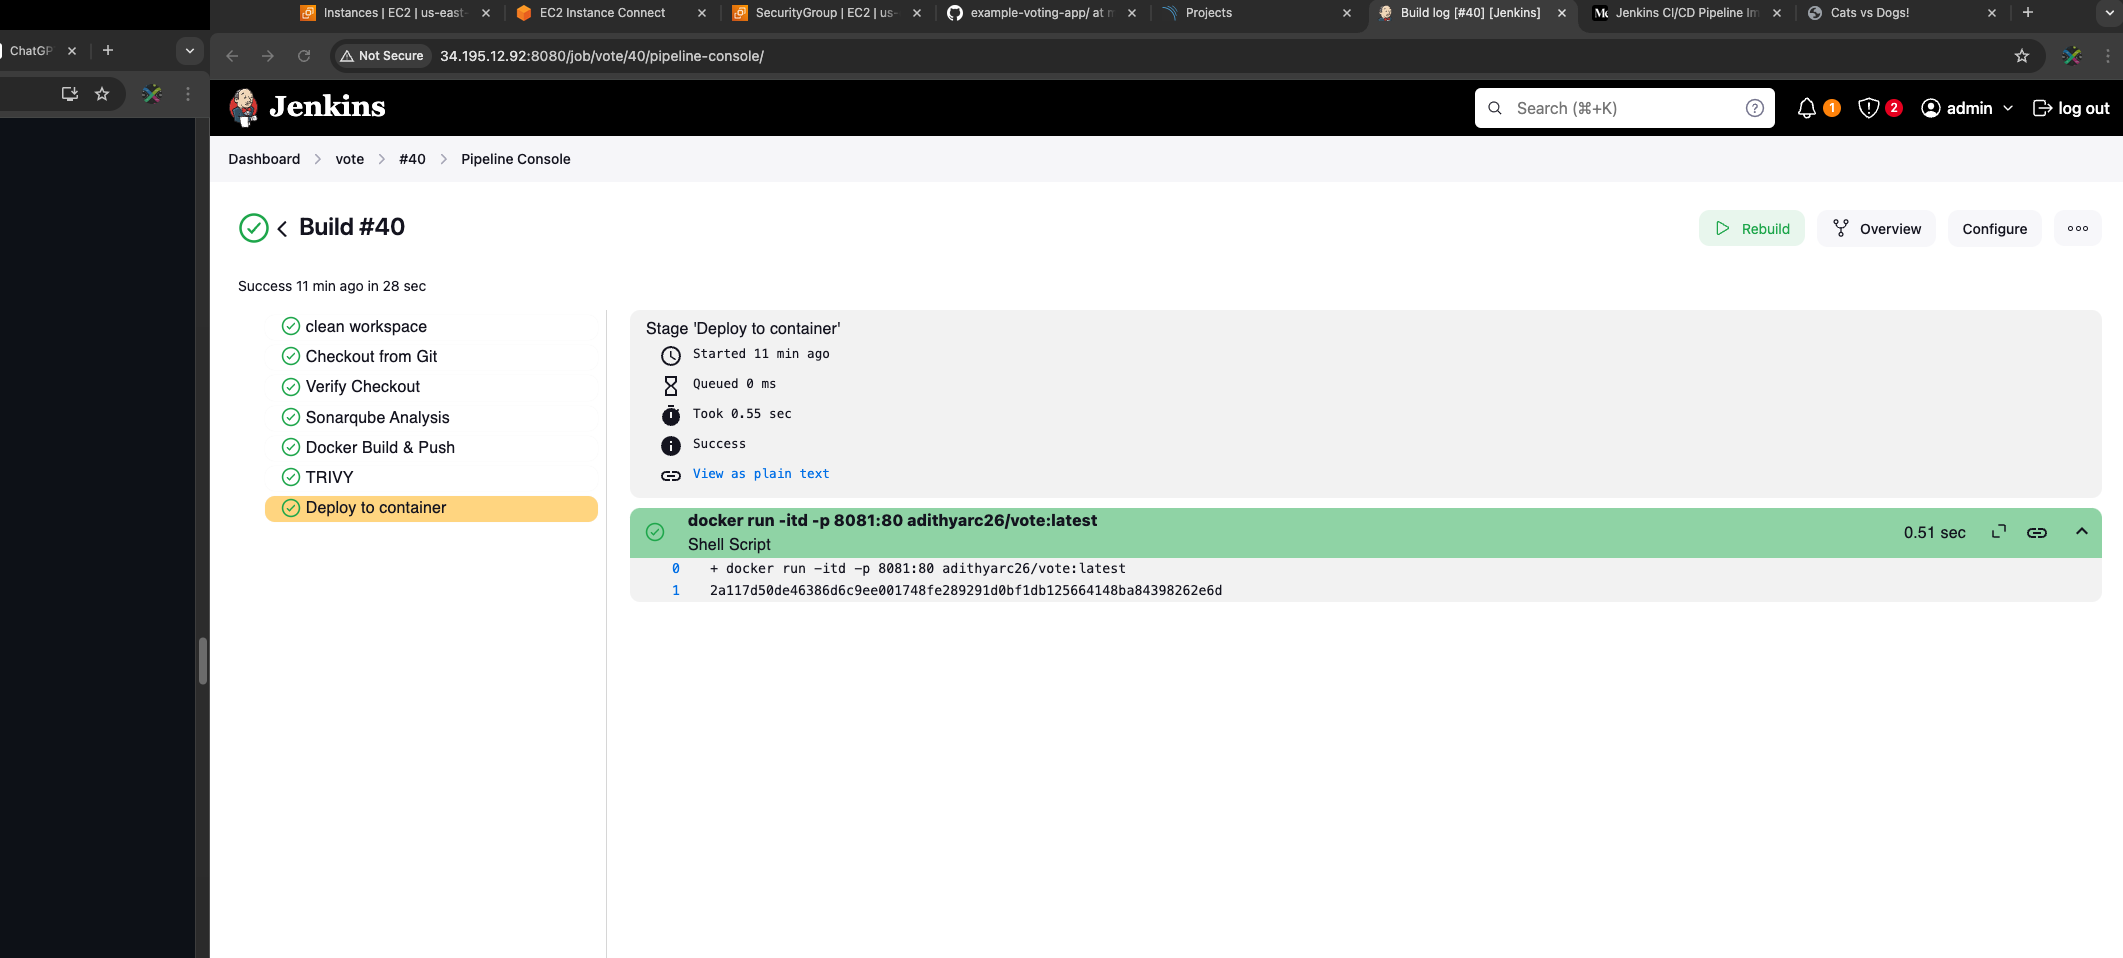 Instances | EC2 | us-east-
EC2 Instance Connect
SecurityGroup | EC2 | us-
example-voting-app/ at m
Projects
Build log [#40] [Jenkins]
Jenkins CI/CD Pipeline Im
Cats vs Dogs!
ChatGP
Not Secure
34.195.12.92:8080/job/vote/40/pipeline-console/
Jenkins
Search (⌘+K)
1
2
admin
log out
Dashboard > vote > #40 > Pipeline Console
Build #40
Rebuild
Overview
Configure
Success 11 min ago in 28 sec
clean workspace
Checkout from Git
Verify Checkout
Sonarqube Analysis
Docker Build & Push
TRIVY
Deploy to container
Stage 'Deploy to container'
Started 11 min ago
Queued 0 ms
Took 0.55 sec
Success
View as plain text
docker run -itd -p 8081:80 adithyarc26/vote:latest
Shell Script
0.51 sec
0 + docker run -itd -p 8081:80 adithyarc26/vote:latest
1 2a117d50de46386d6c9ee001748fe289291d0bf1db125664148ba84398262e6d